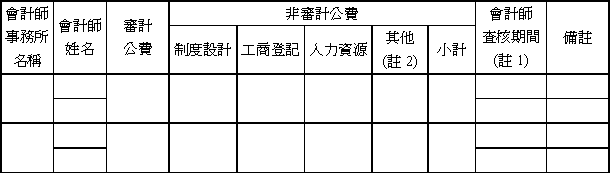 會計師
事務所
名稱
會計師
姓名
審計
公費
非審計公費
制度設計
工商登記
人力資源
其他
(註 2)
小計
會計師
查核期間
(註 1)
備註